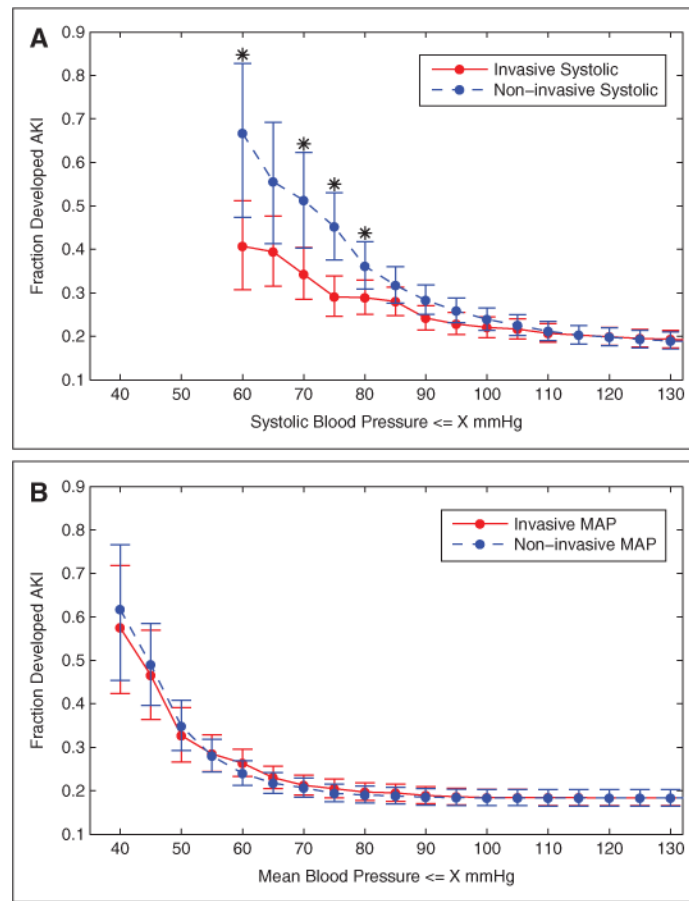 A
0.9
0.8
0.7
0.6
0.5
0.4
0.3
0.2
0.1
Fraction Developed AKI
* * * *
Invasive Systolic
Non-invasive Systolic
40 50 60 70 80 90 100 110 120 130
Systolic Blood Pressure <= X mmHg
B
0.9
0.8
0.7
0.6
0.5
0.4
0.3
0.2
0.1
Fraction Developed AKI
Invasive MAP
Non-invasive MAP
40 50 60 70 80 90 100 110 120 130
Mean Blood Pressure <= X mmHg